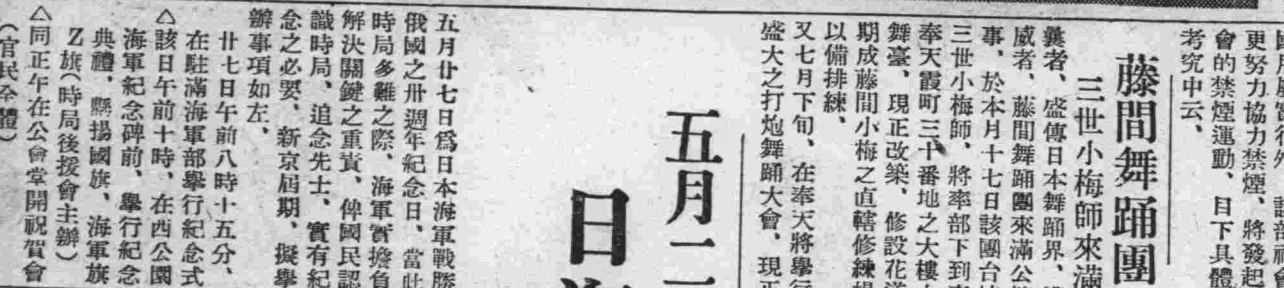 更努力協力禁煙、將發起
會的禁煙運動、目下具體
考究中云、
藤間舞踊團
三世小梅師來滿
曩者、盛傳日本舞踊界、
威者、藤間舞踊團來滿公
事、於本月十七日該團台
三世小梅師、將率部下到
奉天霞町三十番地之大樓
舞臺、現正改築、修設花
期成藤間小梅之直轄修練
以備排練、
又七月下旬、在奉天將舉行
盛大之打炮舞踊大會、現正
五月二
日
五月廿七日爲日本海軍戰勝
俄國之卅週年紀念日、當此
時局多難之際、海軍實擔負
解決關鍵之重責、俾國民認
識時局、追念先士、實有紀
念之必要、新京屆期、擬舉
辦事項如左、
廿七日午前八時十五分、
在駐滿海軍部舉行紀念式
△該日午前十時、在西公園
海軍紀念碑前、舉行紀念
典禮、縣揚國旗、海軍旗
Z旗(時局後援會主辦)
△同正午在公會堂開祝賀會
(官民全體)